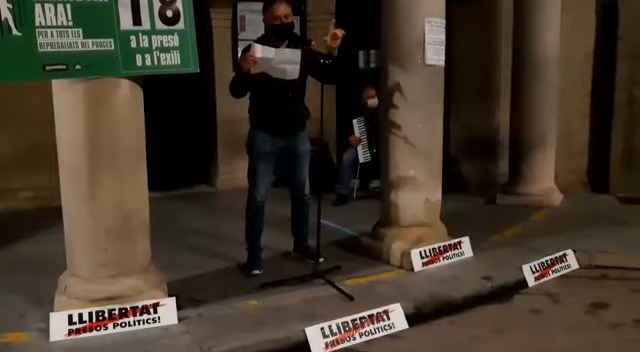 ARA!
PER A TOTS ELS
REPRESALIATS DEL PROCÉS
18
a la presó
o a l'exili
LLIBERTAT
PRESOS POLÍTICS!
LLIBERTAT
PRESOS POLÍTICS!
LLIBERTAT
PRESOS POLÍTICS!
LLIBERTAT
PRESOS POLÍTICS!